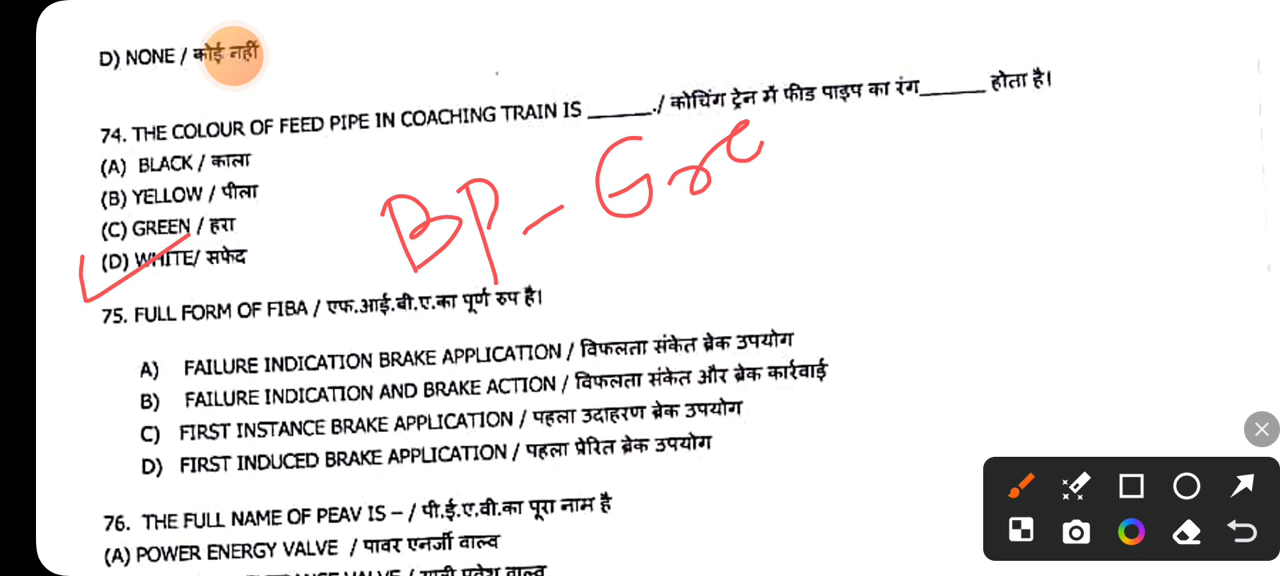 D) NONE / कोई नहीं
74. THE COLOUR OF FEED PIPE IN COACHING TRAIN IS ______./ कोचिंग ट्रेन में फीड पाइप का रंग______ होता है।
(A) BLACK / काला
(B) YELLOW / पीला
(C) GREEN / हरा
(D) WHITE/ सफेद
BP - Gre
75. FULL FORM OF FIBA / एफ.आई.बी.ए.का पूर्ण रुप है।
A) FAILURE INDICATION BRAKE APPLICATION / विफलता संकेत ब्रेक उपयोग
B) FAILURE INDICATION AND BRAKE ACTION / विफलता संकेत और ब्रेक कार्रवाई
C) FIRST INSTANCE BRAKE APPLICATION / पहला उदाहरण ब्रेक उपयोग
D) FIRST INDUCED BRAKE APPLICATION / पहला प्रेरित ब्रेक उपयोग
76. THE FULL NAME OF PEAV IS – / पी.ई.ए.वी.का पूरा नाम है
(A) POWER ENERGY VALVE / पावर एनर्जी वाल्व